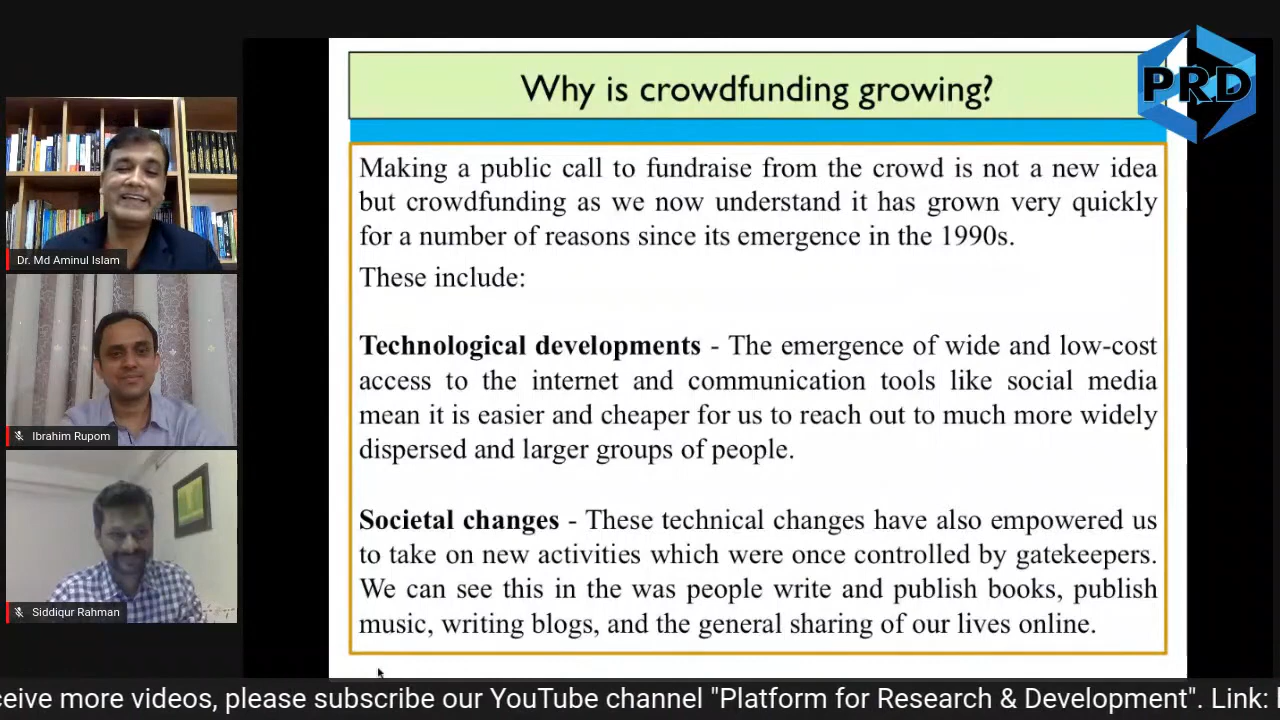 Why is crowdfunding growing?
PRD
Making a public call to fundraise from the crowd is not a new idea
but crowdfunding as we now understand it has grown very quickly
for a number of reasons since its emergence in the 1990s.
These include:
Technological developments - The emergence of wide and low-cost
access to the internet and communication tools like social media
mean it is easier and cheaper for us to reach out to much more widely
dispersed and larger groups of people.
Societal changes - These technical changes have also empowered us
to take on new activities which were once controlled by gatekeepers.
We can see this in the was people write and publish books, publish
music, writing blogs, and the general sharing of our lives online.
Dr. Md Aminul Islam
Ibrahim Rupom
Siddiqur Rahman
ceive more videos, please subscribe our YouTube channel "Platform for Research & Development". Link: